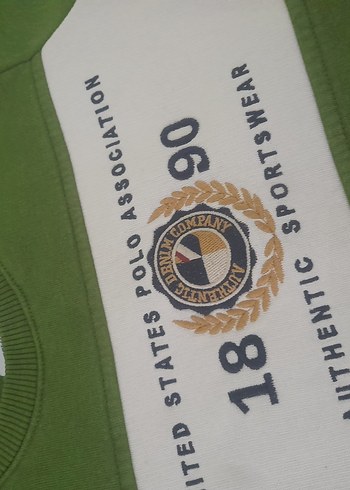 ITED STATES POLO ASSOCIATION
18 90
AUTHENTIC DENIM COMPANY
AUTHENTIC SPORTSWEAR